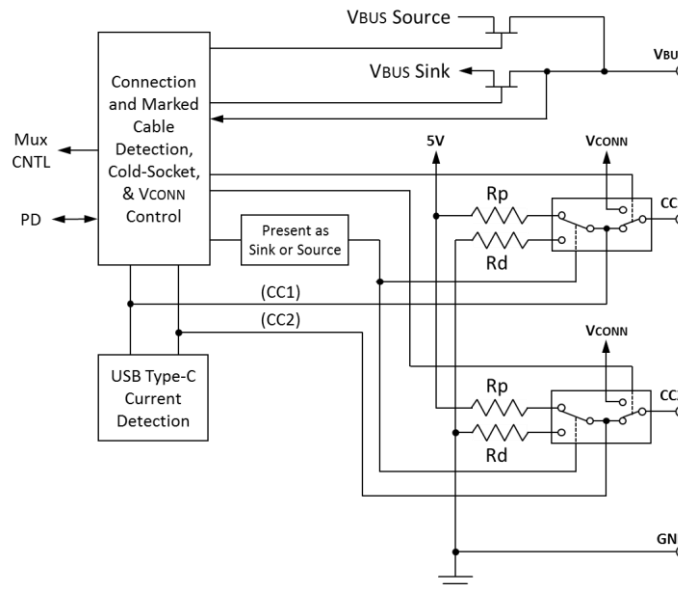 VBUS Source
VBUS Sink
Connection
and Marked
Cable
Detection,
Cold-Socket,
& VCONN
Control
Mux
CNTL
PD
5V
VCONN
Rp
Rd
Present as
Sink or Source
(CC1)
(CC2)
USB Type-C
Current
Detection
VCONN
Rp
Rd